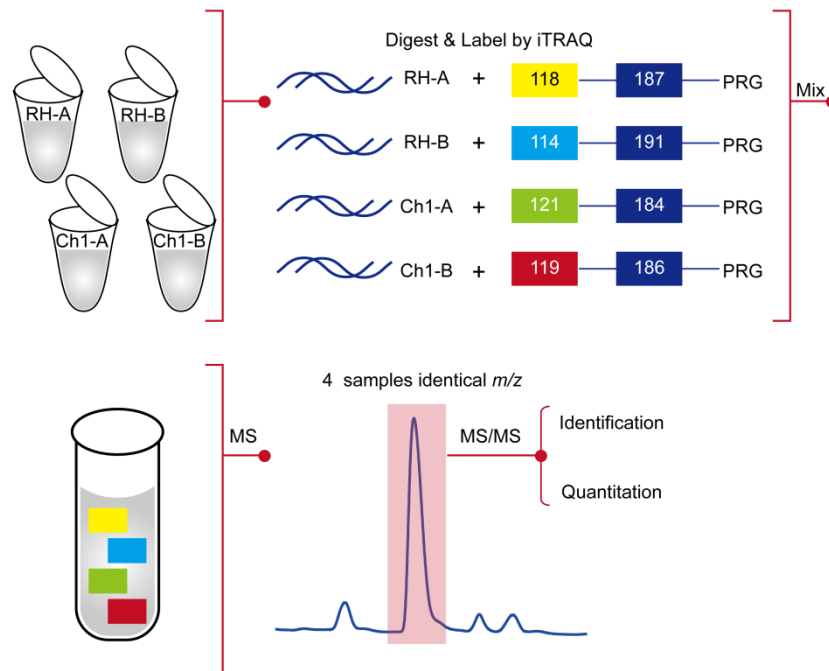 Digest & Label by iTRAQ
RH-A
RH-B
Ch1-A
Ch1-B
RH-A + 118 187 PRG
RH-B + 114 191 PRG
Ch1-A + 121 184 PRG
Ch1-B + 119 186 PRG
Mix
4 samples identical m/z
MS
MS/MS
Identification
Quantitation